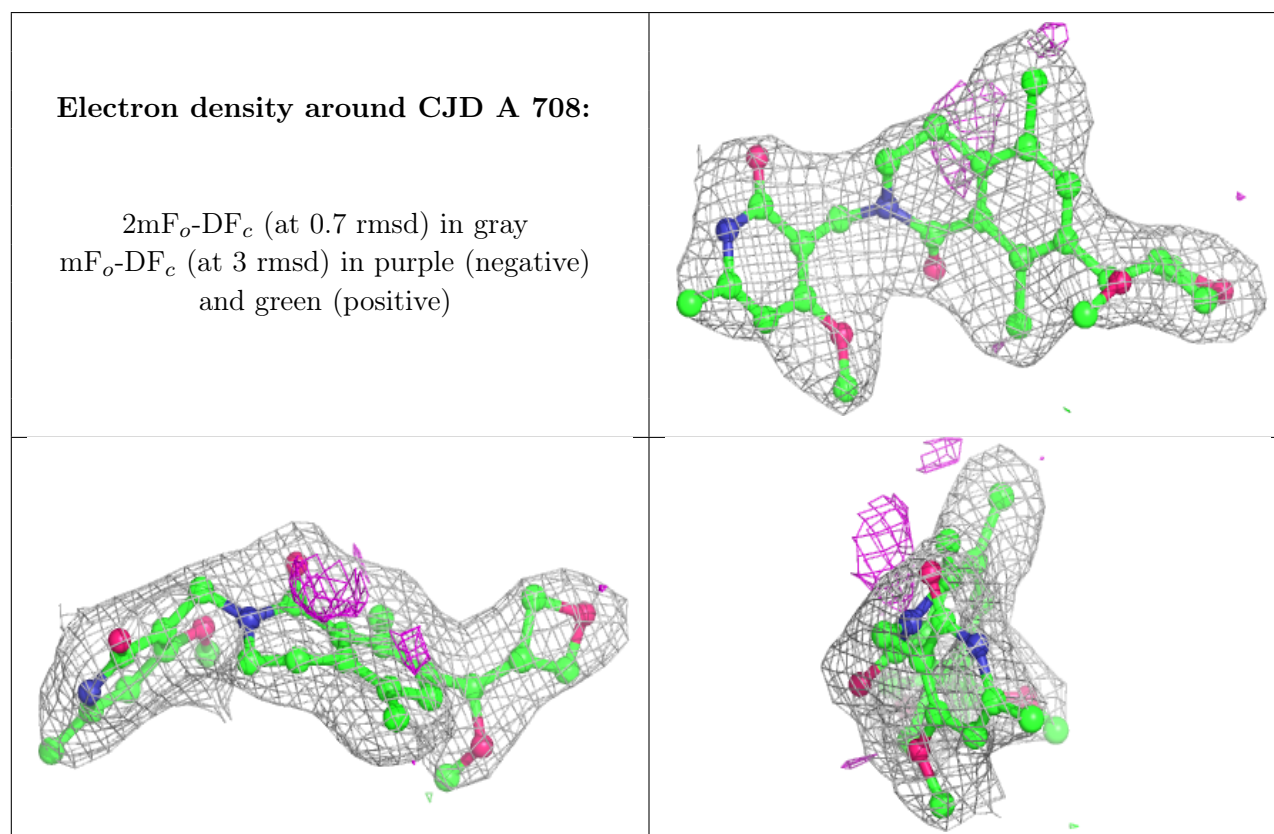 Electron density around CJD A 708:
2mFo-DFc (at 0.7 rmsd) in gray
mFo-DFc (at 3 rmsd) in purple (negative)
and green (positive)